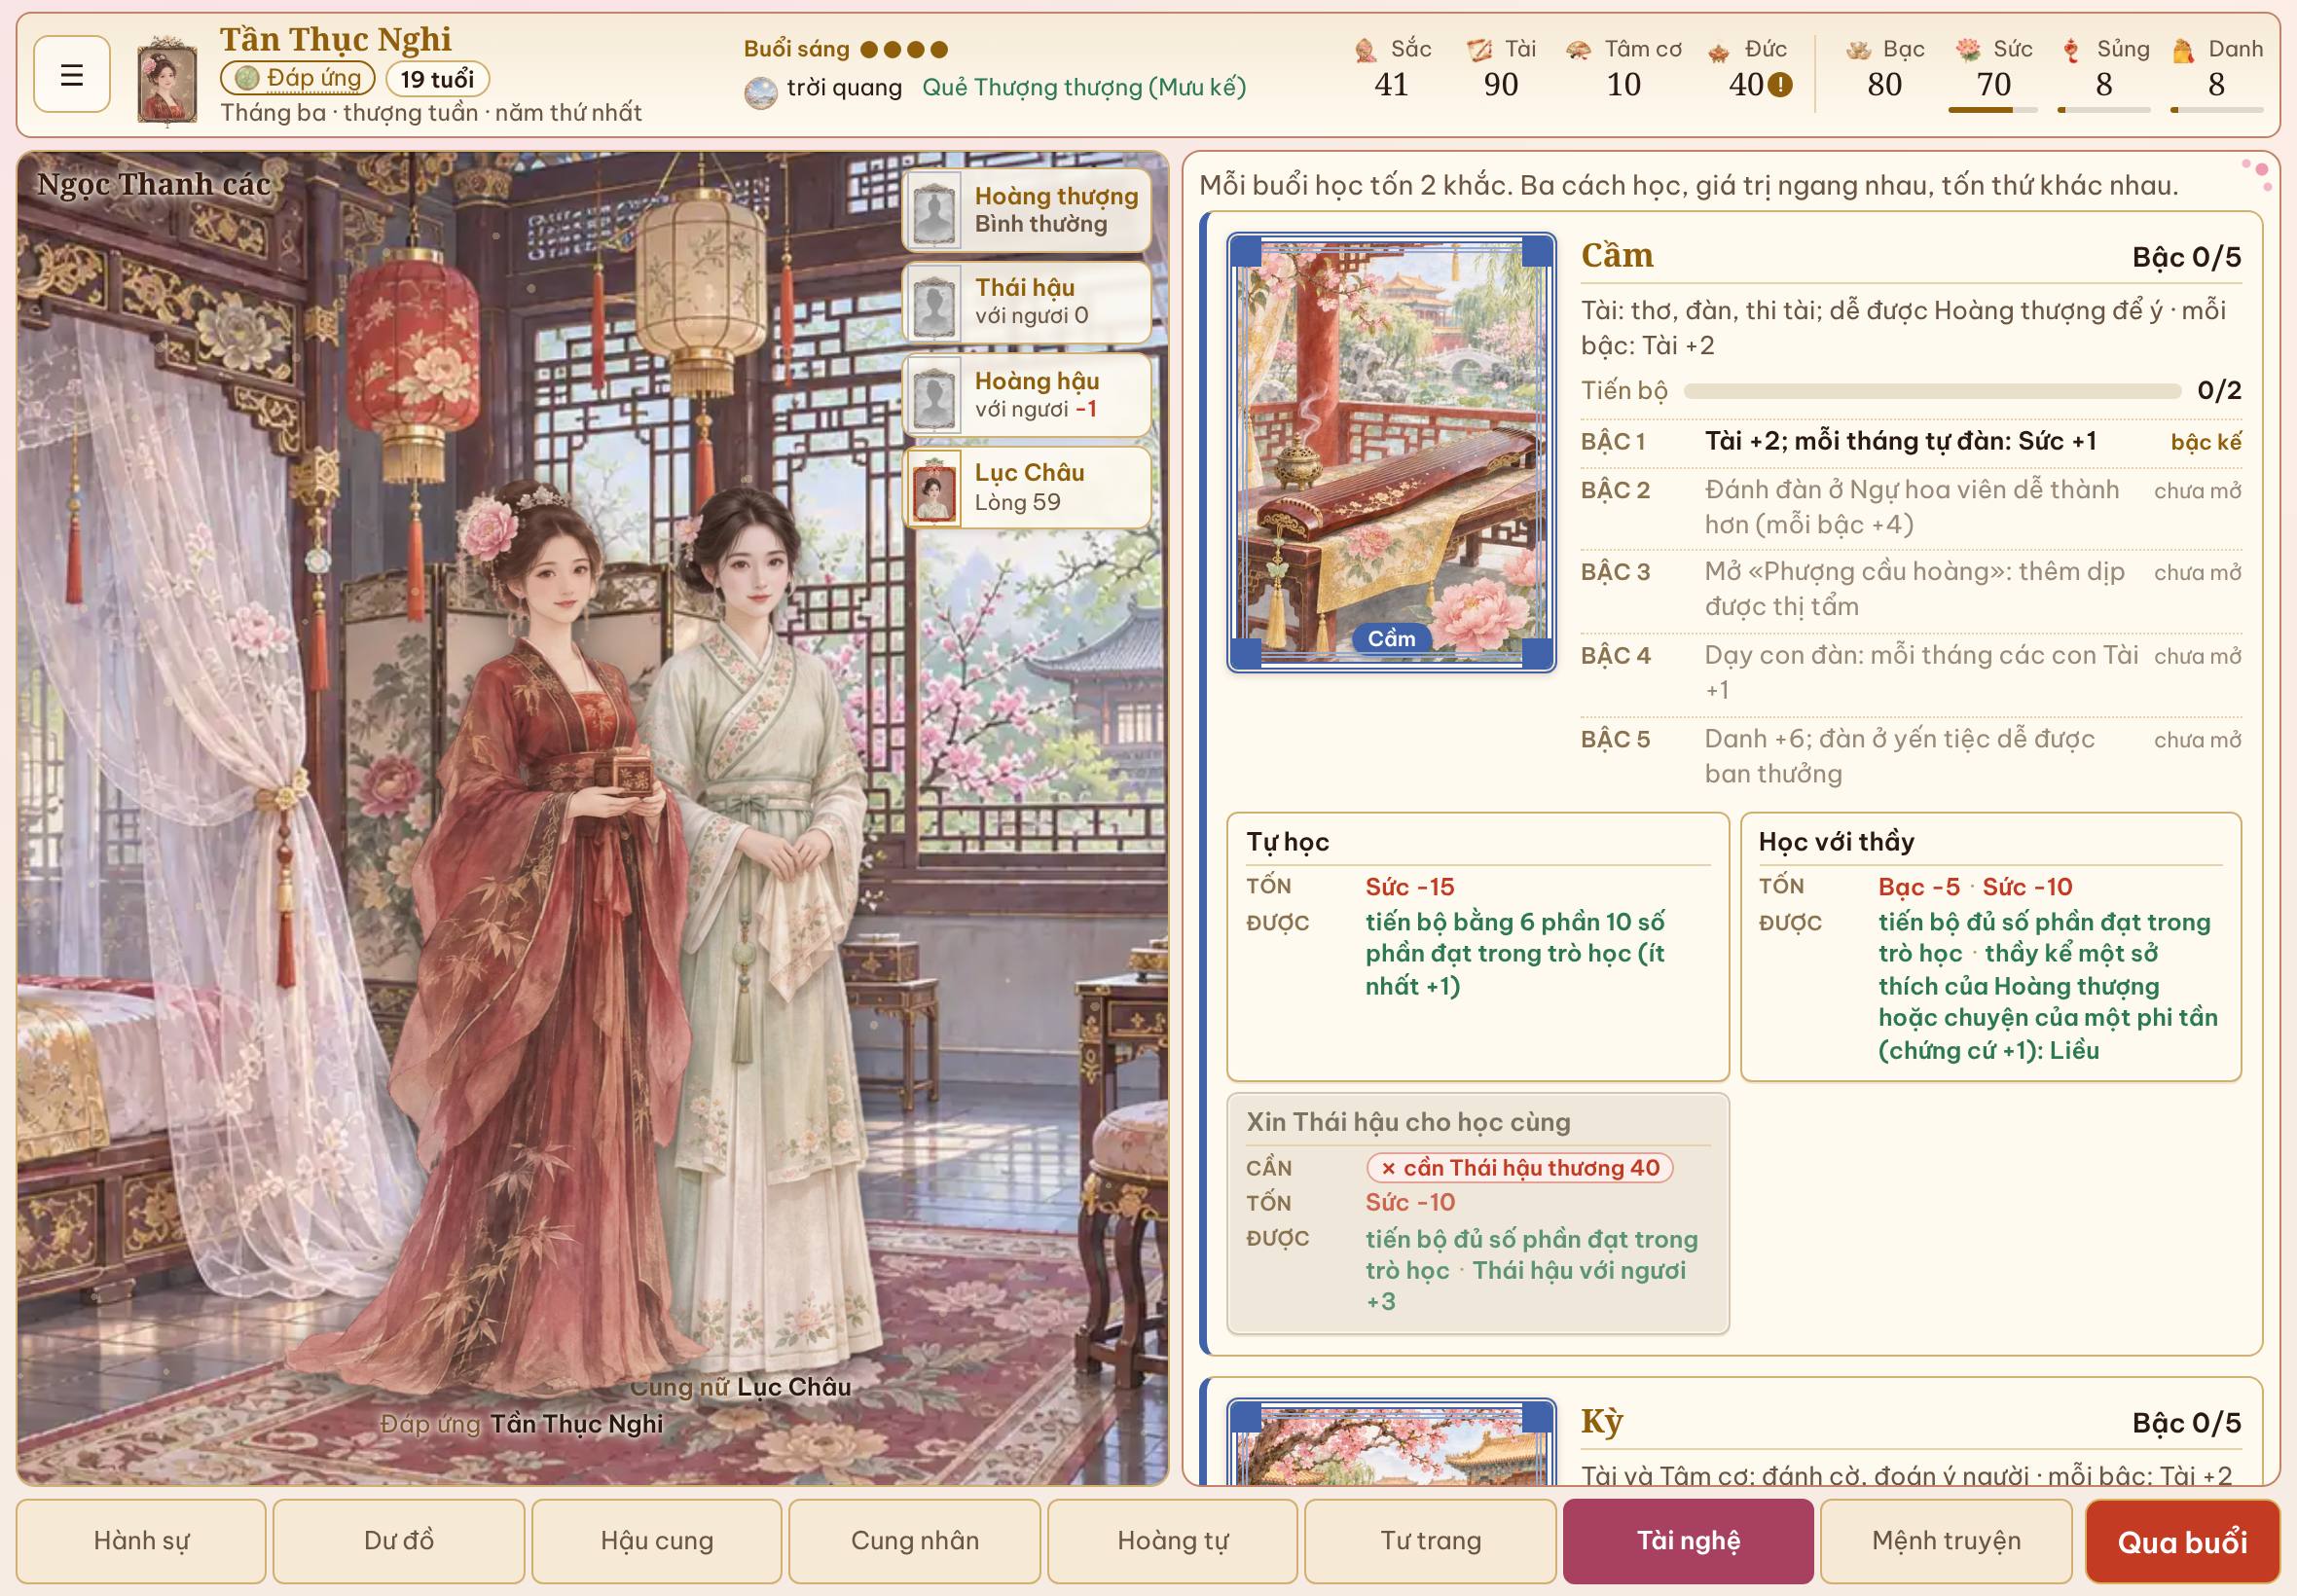 ☰
Tần Thục Nghi
Đáp ứng 19 tuổi
Tháng ba · thượng tuần · năm thứ nhất
Buổi sáng
trời quang Quẻ Thượng thượng (Mưu kế)
Sắc Tài Tâm cơ Đức Bạc Sức Sủng Danh
41 90 10 40! 80 70 8 8
Ngọc Thanh các
Hoàng thượng
Bình thường
Thái hậu
với ngươi 0
Hoàng hậu
với ngươi -1
Lục Châu
Lòng 59
Cung nữ Lục Châu
Đáp ứng Tần Thục Nghi
Mỗi buổi học tốn 2 khắc. Ba cách học, giá trị ngang nhau, tốn thứ khác nhau.
Cầm
Cầm Bậc 0/5
Tài: thơ, đàn, thi tài; dễ được Hoàng thượng để ý · mỗi
bậc: Tài +2
Tiến bộ 0/2
BẬC 1 Tài +2; mỗi tháng tự đàn: Sức +1 bậc kế
BẬC 2 Đánh đàn ở Ngự hoa viên dễ thành chưa mở
hơn (mỗi bậc +4)
BẬC 3 Mở «Phượng cầu hoàng»: thêm dịp chưa mở
được thị tẩm
BẬC 4 Dạy con đàn: mỗi tháng các con Tài chưa mở
+1
BẬC 5 Danh +6; đàn ở yến tiệc dễ được chưa mở
ban thưởng
Tự học
TỐN Sức -15
ĐƯỢC tiến bộ bằng 6 phần 10 số
phần đạt trong trò học (ít
nhất +1)
Học với thầy
TỐN Bạc -5 · Sức -10
ĐƯỢC tiến bộ đủ số phần đạt trong
trò học · thầy kể một sở
thích của Hoàng thượng
hoặc chuyện của một phi tần
(chứng cứ +1): Liều
Xin Thái hậu cho học cùng
CẦN × cần Thái hậu thương 40
TỐN Sức -10
ĐƯỢC tiến bộ đủ số phần đạt trong
trò học · Thái hậu với ngươi
+3
Kỳ Bậc 0/5
Tài và Tâm cơ: đánh cờ, đoán ý người · mỗi bậc: Tài +2
Hành sự
Dư đồ
Hậu cung
Cung nhân
Hoàng tự
Tư trang
Tài nghệ
Mệnh truyện
Qua buổi